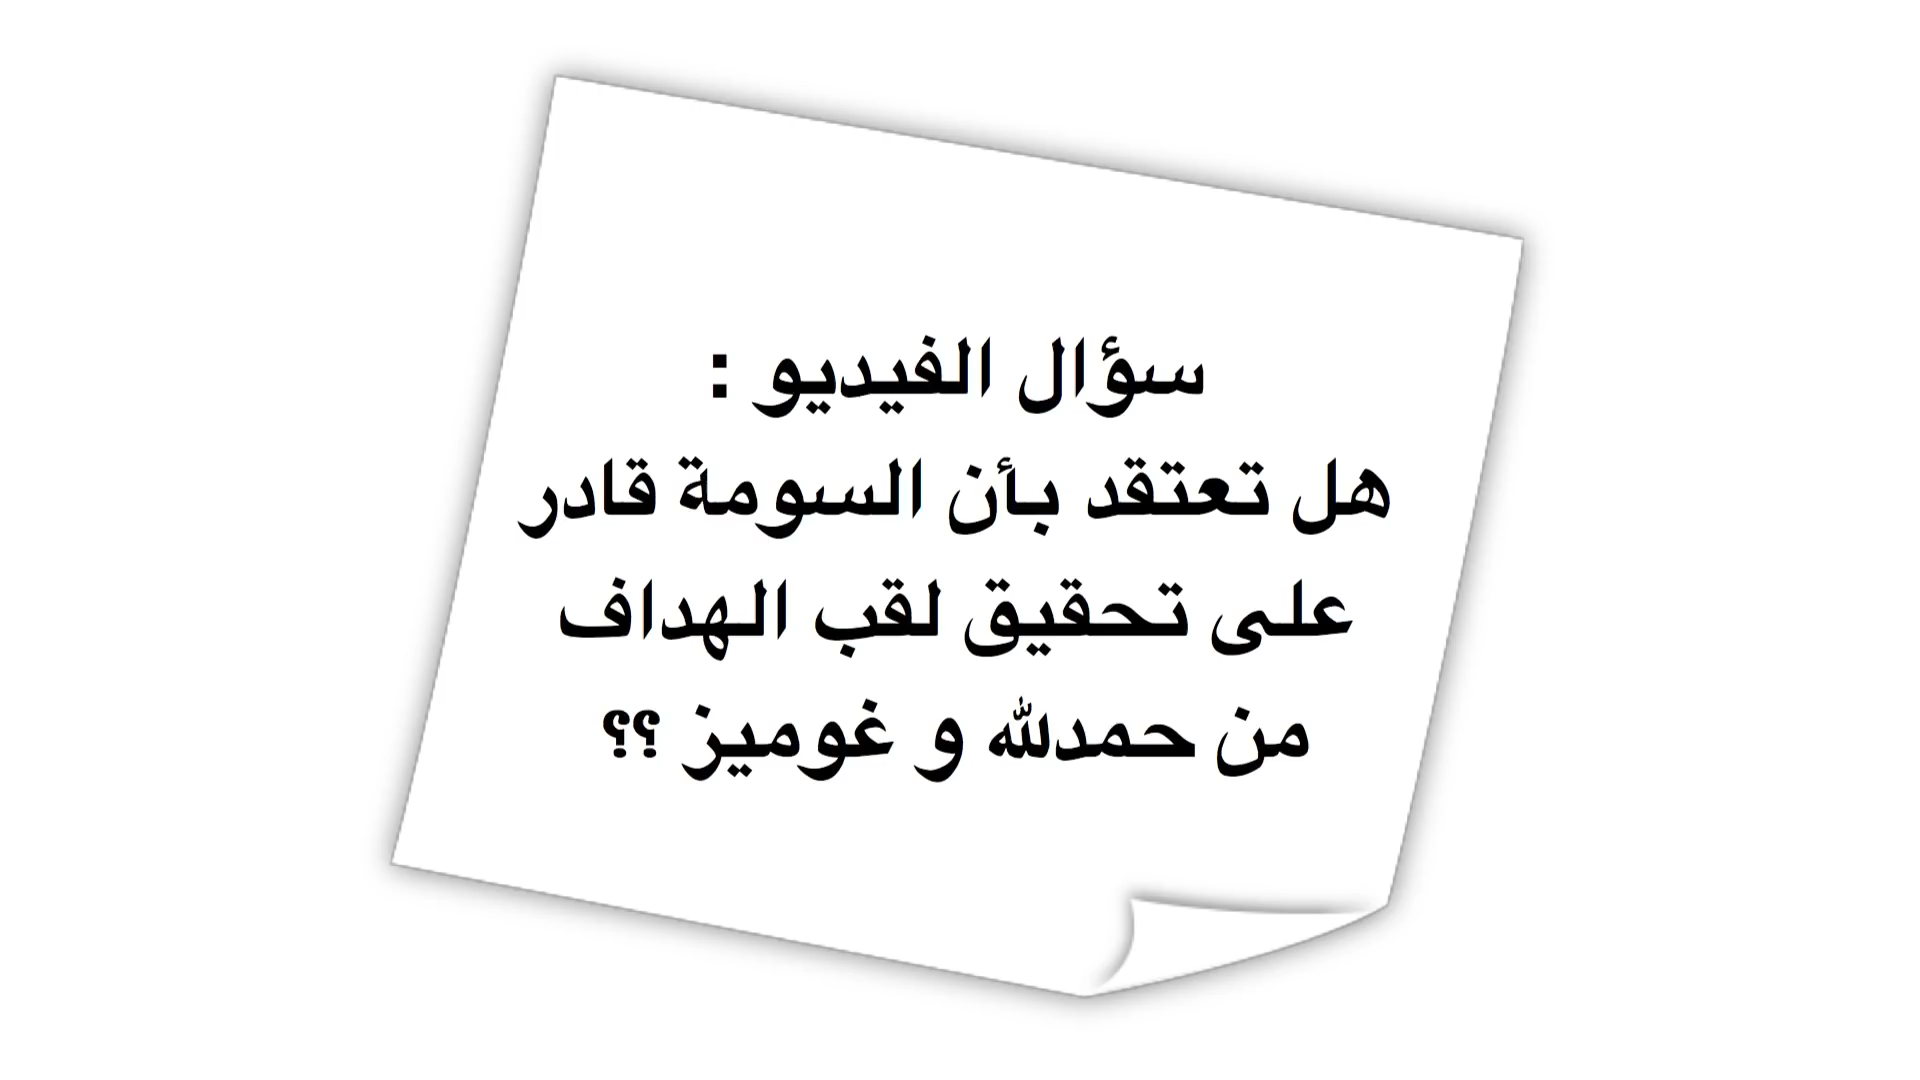 سؤال الفيديو :
هل تعتقد بأن السومة قادر
على تحقيق لقب الهداف
من حمدلله و غوميز ؟؟